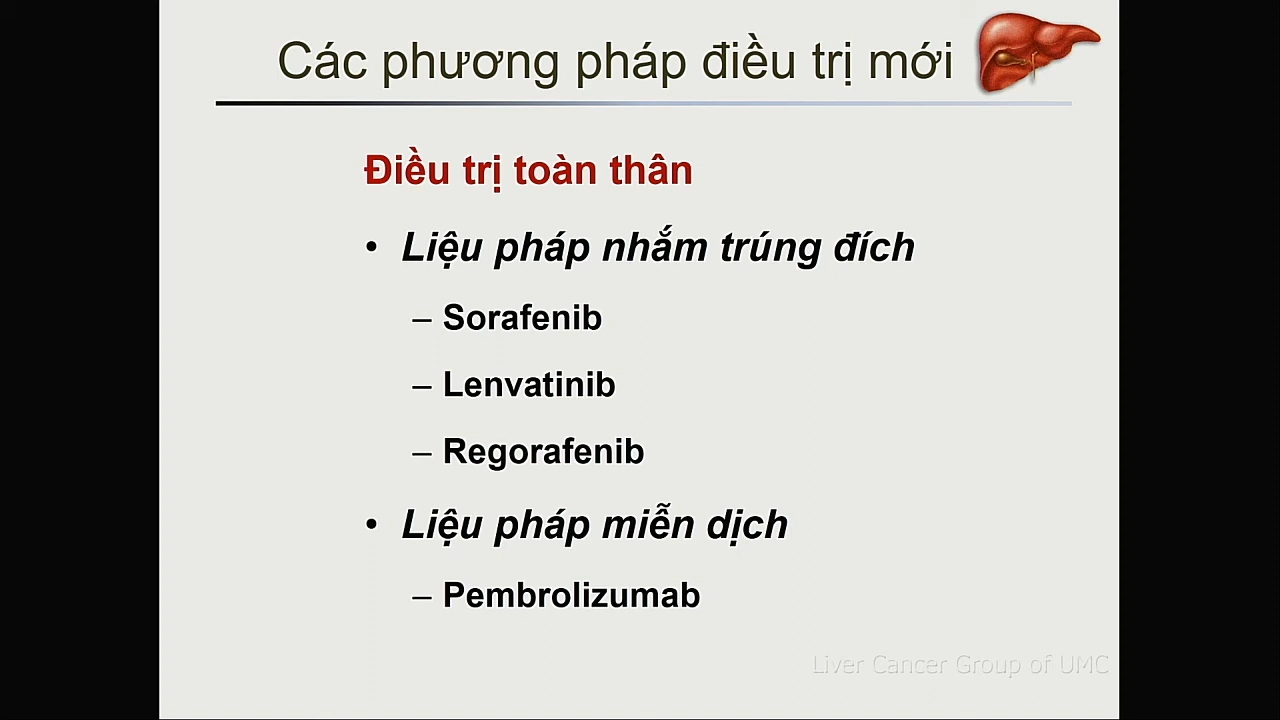 Các phương pháp điều trị mới
Điều trị toàn thân
• Liệu pháp nhắm trúng đích
– Sorafenib
– Lenvatinib
– Regorafenib
• Liệu pháp miễn dịch
– Pembrolizumab
Liver Cancer Group of UMC